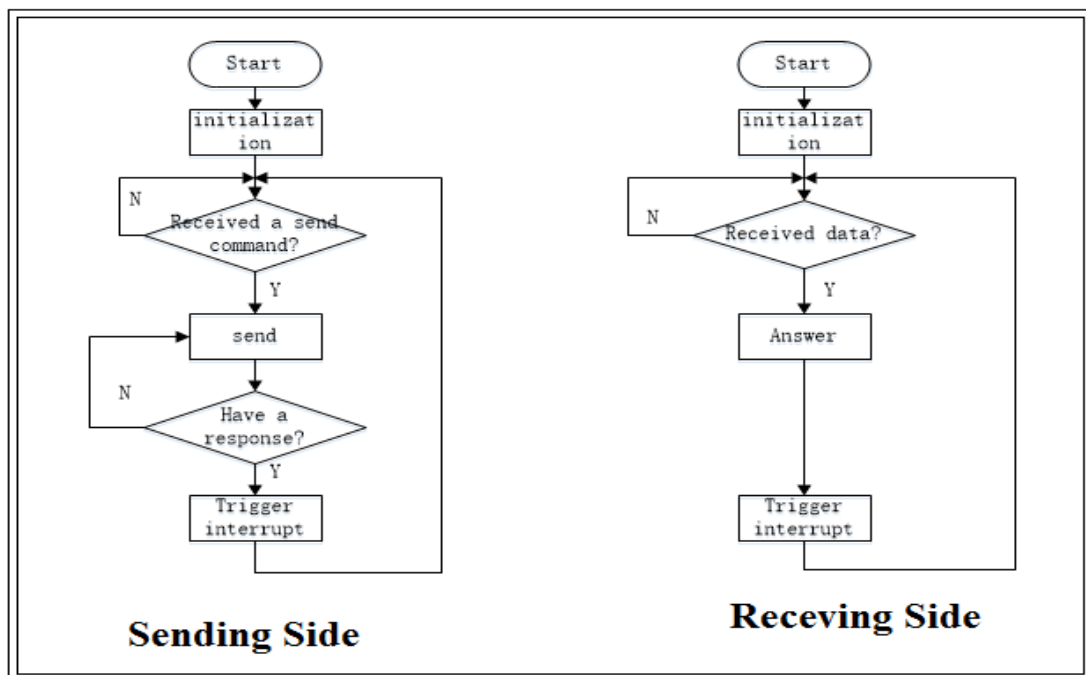 Start
initializat
ion
N
Received a send
command?
Y
send
N
Have a
response?
Y
Trigger
interrupt
Sending Side
Start
initializat
ion
N
Received data?
Y
Answer
Trigger
interrupt
Receving Side